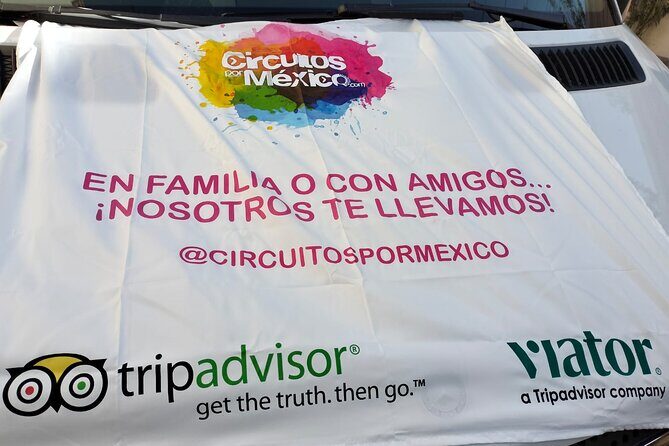 Circuitos
por México.com
EN FAMILIA O CON AMIGOS...
¡NOSOTROS TE LLEVAMOS!
@CIRCUITOSPORMEXICO
tripadvisor®
get the truth. then go.™
viator®
a Tripadvisor company